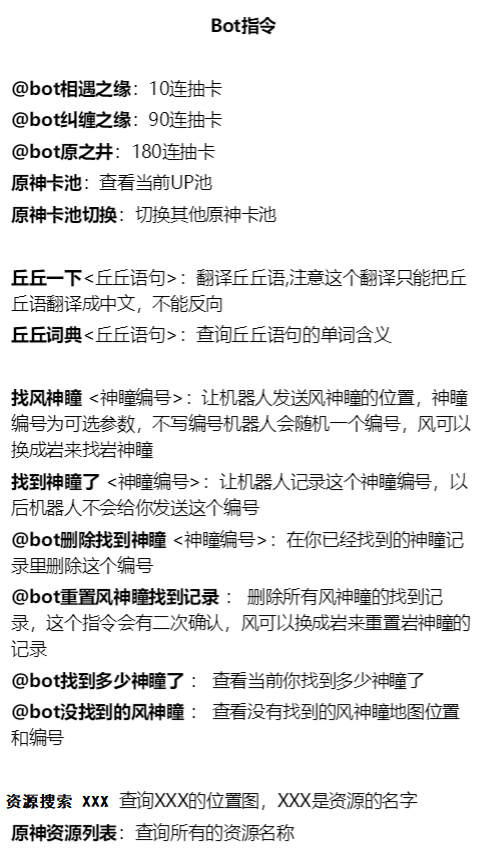 Bot指令
@bot相遇之缘：10连抽卡
@bot纠缠之缘：90连抽卡
@bot原之井：180连抽卡
原神卡池：查看当前UP池
原神卡池切换：切换其他原神卡池
丘丘一下<丘丘语句>：翻译丘丘语,注意这个翻译只能把丘
丘语翻译成中文，不能反向
丘丘词典<丘丘语句>：查询丘丘语句的单词含义
找风神瞳 <神瞳编号>：让机器人发送风神瞳的位置，神瞳
编号为可选参数，不写编号机器人会随机一个编号，风可以
换成岩来找岩神瞳
找到神瞳了 <神瞳编号>：让机器人记录这个神瞳编号，以
后机器人不会给你发送这个编号
@bot删除找到神瞳 <神瞳编号>：在你已经找到的神瞳记
录里删除这个编号
@bot重置风神瞳找到记录 ： 删除所有风神瞳的找到记
录，这个指令会有二次确认，风可以换成岩来重置岩神瞳的
记录
@bot找到多少神瞳了 ： 查看当前你找到多少神瞳了
@bot没找到的风神瞳 ： 查看没有找到的风神瞳地图位置
和编号
资源搜索 XXX 查询XXX的位置图，XXX是资源的名字
原神资源列表：查询所有的资源名称